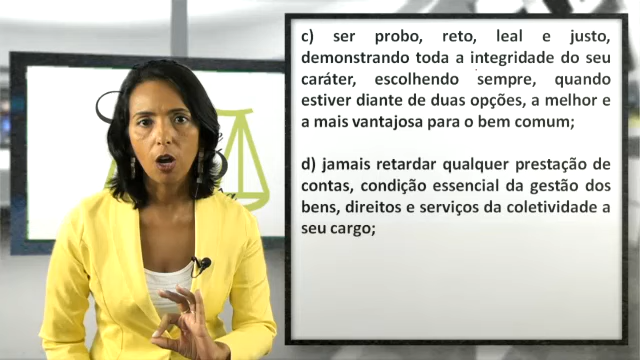 c) ser probo, reto, leal e justo,
demonstrando toda a integridade do seu
caráter, escolhendo sempre, quando
estiver diante de duas opções, a melhor e
a mais vantajosa para o bem comum;
d) jamais retardar qualquer prestação de
contas, condição essencial da gestão dos
bens, direitos e serviços da coletividade a
seu cargo;